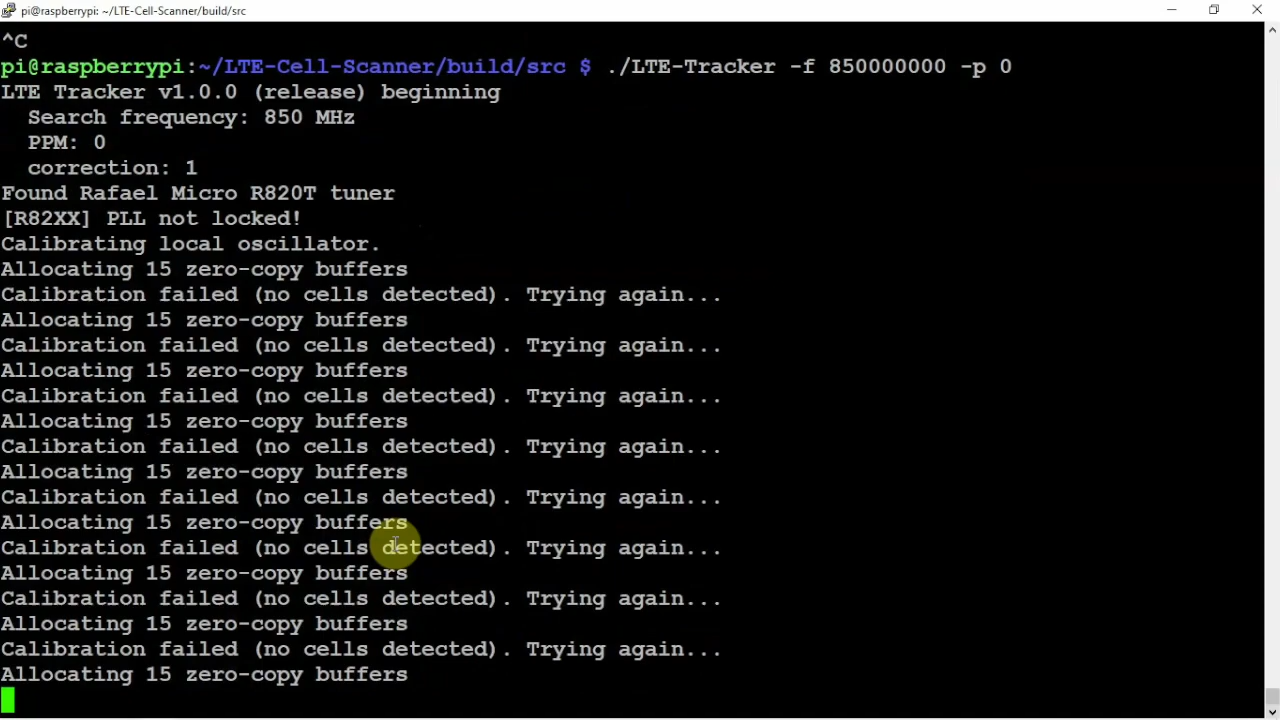 pi@raspberrypi: ~/LTE-Cell-Scanner/build/src
^C
pi@raspberrypi:~/LTE-Cell-Scanner/build/src $ ./LTE-Tracker -f 850000000 -p 0
LTE Tracker v1.0.0 (release) beginning
Search frequency: 850 MHz
PPM: 0
correction: 1
Found Rafael Micro R820T tuner
[R82XX] PLL not locked!
Calibrating local oscillator.
Allocating 15 zero-copy buffers
Calibration failed (no cells detected). Trying again...
Allocating 15 zero-copy buffers
Calibration failed (no cells detected). Trying again...
Allocating 15 zero-copy buffers
Calibration failed (no cells detected). Trying again...
Allocating 15 zero-copy buffers
Calibration failed (no cells detected). Trying again...
Allocating 15 zero-copy buffers
Calibration failed (no cells detected). Trying again...
Allocating 15 zero-copy buffers
Calibration failed (no cells detected). Trying again...
Allocating 15 zero-copy buffers
Calibration failed (no cells detected). Trying again...
Allocating 15 zero-copy buffers
Calibration failed (no cells detected). Trying again...
Allocating 15 zero-copy buffers